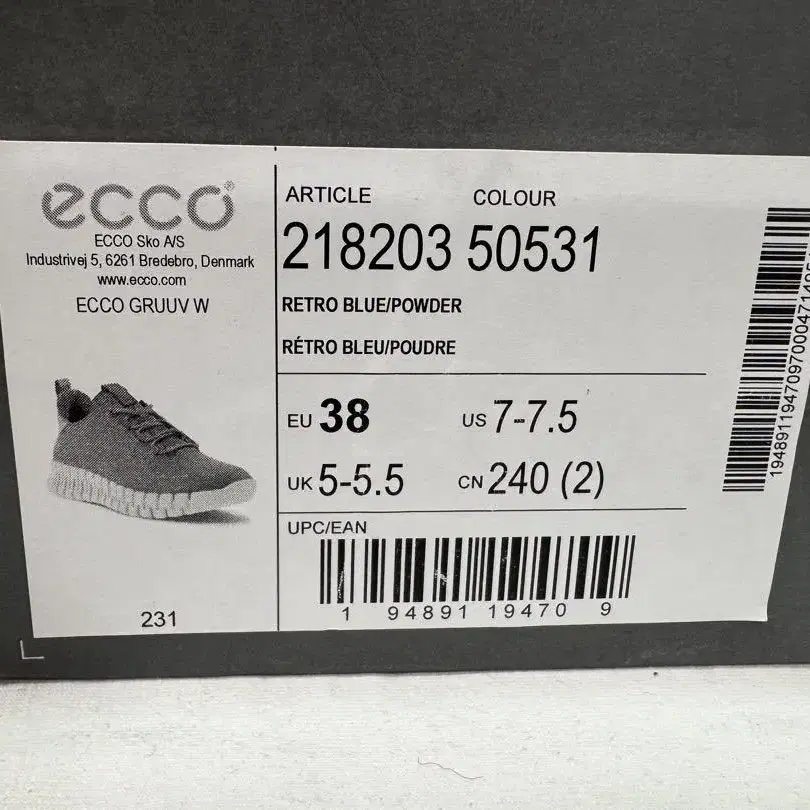 ecco®
ECCO Sko A/S
Industrivej 5, 6261 Bredebro, Denmark
www.ecco.com
ECCO GRUUV W
231
ARTICLE COLOUR
218203 50531
RETRO BLUE/POWDER
RÉTRO BLEU/POUDRE
EU 38 US 7-7.5
UK 5-5.5 CN 240 (2)
UPC/EAN
1 94891 19470 9